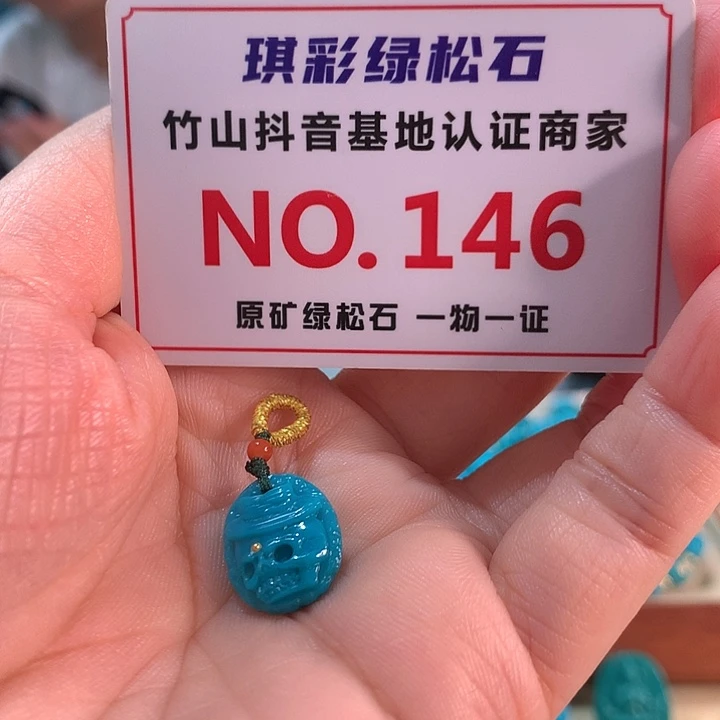 琪彩绿松石
竹山抖音基地认证商家
NO.146
原矿绿松石 一物一证